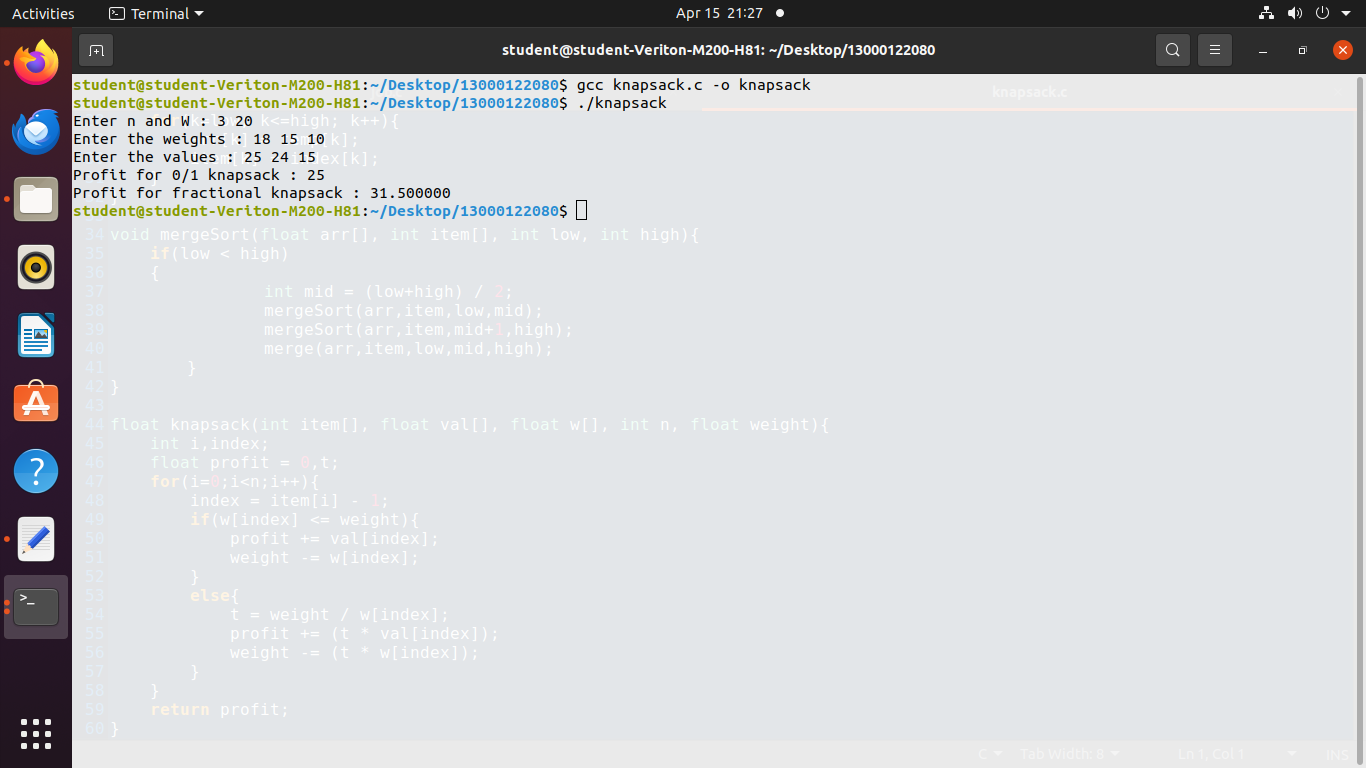 Activities
Terminal
Apr 15 21:27
student@student-Veriton-M200-H81: ~/Desktop/13000122080
knapsack.c
student@student-Veriton-M200-H81:~/Desktop/13000122080$ gcc knapsack.c -o knapsack
student@student-Veriton-M200-H81:~/Desktop/13000122080$ ./knapsack
Enter n and W : 3 20
k<=high; k++){
Enter the weights : 18 15 10
[k];
Enter the values : 25 24 15
[k];
Profit for 0/1 knapsack : 25
Profit for fractional knapsack : 31.500000
student@student-Veriton-M200-H81:~/Desktop/13000122080$
34 void mergeSort(float arr[], int item[], int low, int high){
35 if(low < high)
36 {
37 int mid = (low+high) / 2;
38 mergeSort(arr,item,low,mid);
39 mergeSort(arr,item,mid+1,high);
40 merge(arr,item,low,mid,high);
41 }
42 }
43
44 float knapsack(int item[], float val[], float w[], int n, float weight){
45 int i,index;
46 float profit = 0,t;
47 for(i=0;i<n;i++){
48 index = item[i] - 1;
49 if(w[index] <= weight){
50 profit += val[index];
51 weight -= w[index];
52 }
53 else{
54 t = weight / w[index];
55 profit += (t * val[index]);
56 weight -= (t * w[index]);
57 }
58 }
59 return profit;
60 }
C Tab Width: 8 Ln 1, Col 1 INS